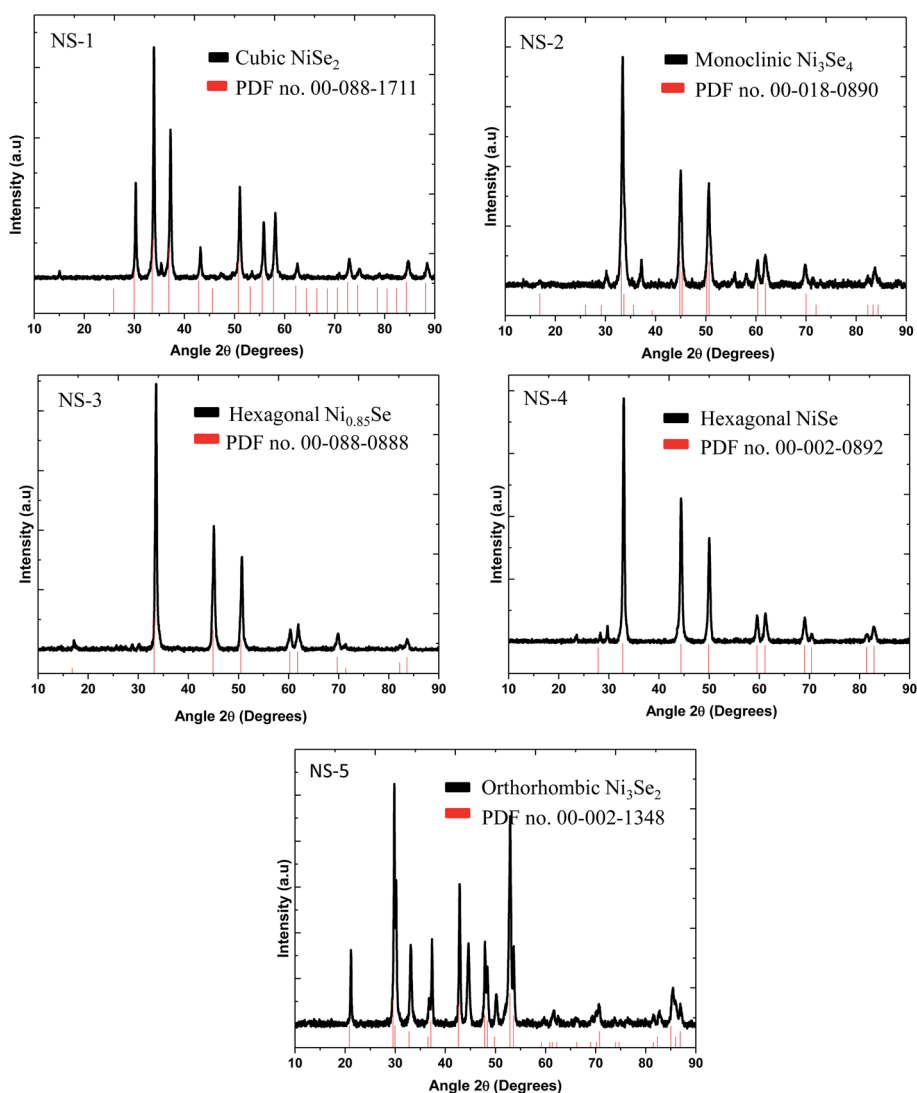 NS-1
Cubic NiSe₂
PDF no. 00-088-1711
Intensity (a.u)
10 20 30 40 50 60 70 80 90
Angle 2θ (Degrees)
NS-2
Monoclinic Ni₃Se₄
PDF no. 00-018-0890
Intensity (a.u)
10 20 30 40 50 60 70 80 90
Angle 2θ (Degrees)
NS-3
Hexagonal Ni₀.₈₅Se
PDF no. 00-088-0888
Intensity (a.u)
10 20 30 40 50 60 70 80 90
Angle 2θ (Degrees)
NS-4
Hexagonal NiSe
PDF no. 00-002-0892
Intensity (a.u)
10 20 30 40 50 60 70 80 90
Angle 2θ (Degrees)
NS-5
Orthorhombic Ni₃Se₂
PDF no. 00-002-1348
Intensity (a.u)
10 20 30 40 50 60 70 80 90
Angle 2θ (Degrees)